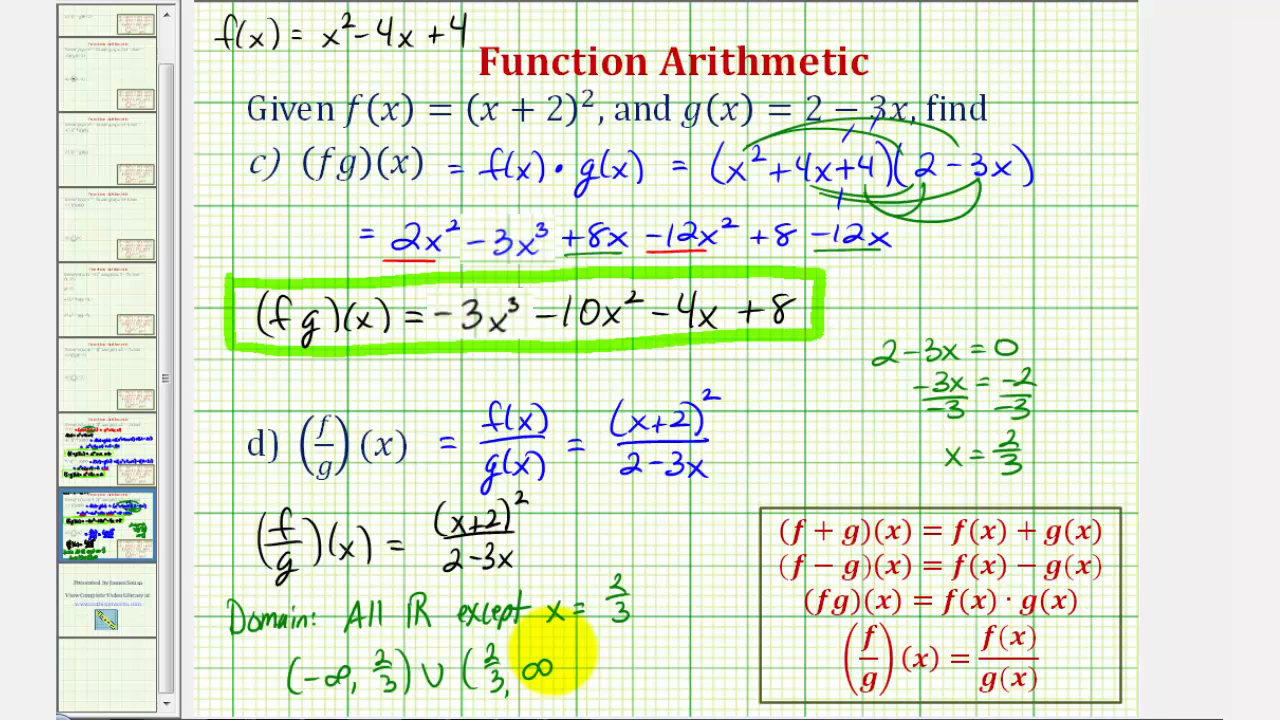 f(x) = x² - 4x + 4
Function Arithmetic
Given f(x) = (x + 2)², and g(x) = 2 − 3x, find
c) (fg)(x) = f(x) · g(x) = (x² + 4x + 4)(2 - 3x)
= 2x² - 3x³ + 8x - 12x² + 8 - 12x
(fg)(x) = -3x³ - 10x² - 4x + 8
2 - 3x = 0
-3x/-3 = -2/-3
x = 2/3
d) (f/g)(x) = f(x)/g(x) = (x+2)²/2-3x
(f/g)(x) = (x+2)²/2-3x
Domain: All ℝ except x = 2/3
(-∞, 2/3) ∪ (2/3, ∞
(f + g)(x) = f(x) + g(x)
(f − g)(x) = f(x) − g(x)
(fg)(x) = f(x) · g(x)
(f/g)(x) = f(x)/g(x)